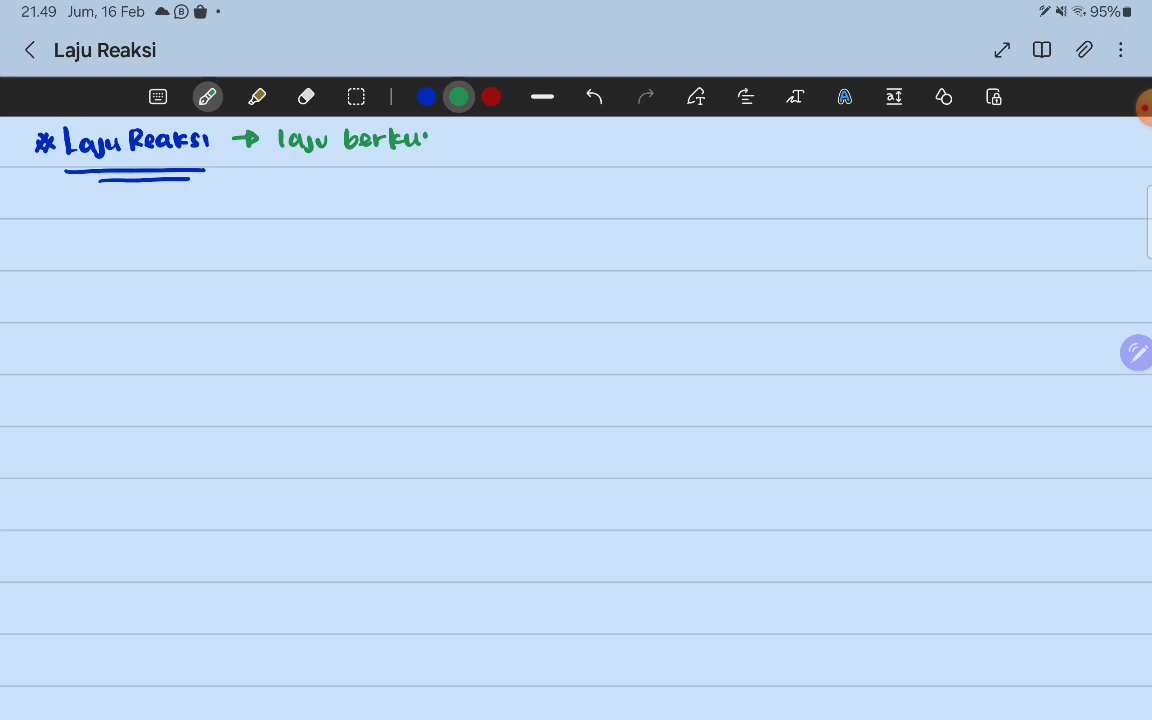 21.49 Jum, 16 Feb 95%
Laju Reaksi
* Laju Reaksi → laju berku